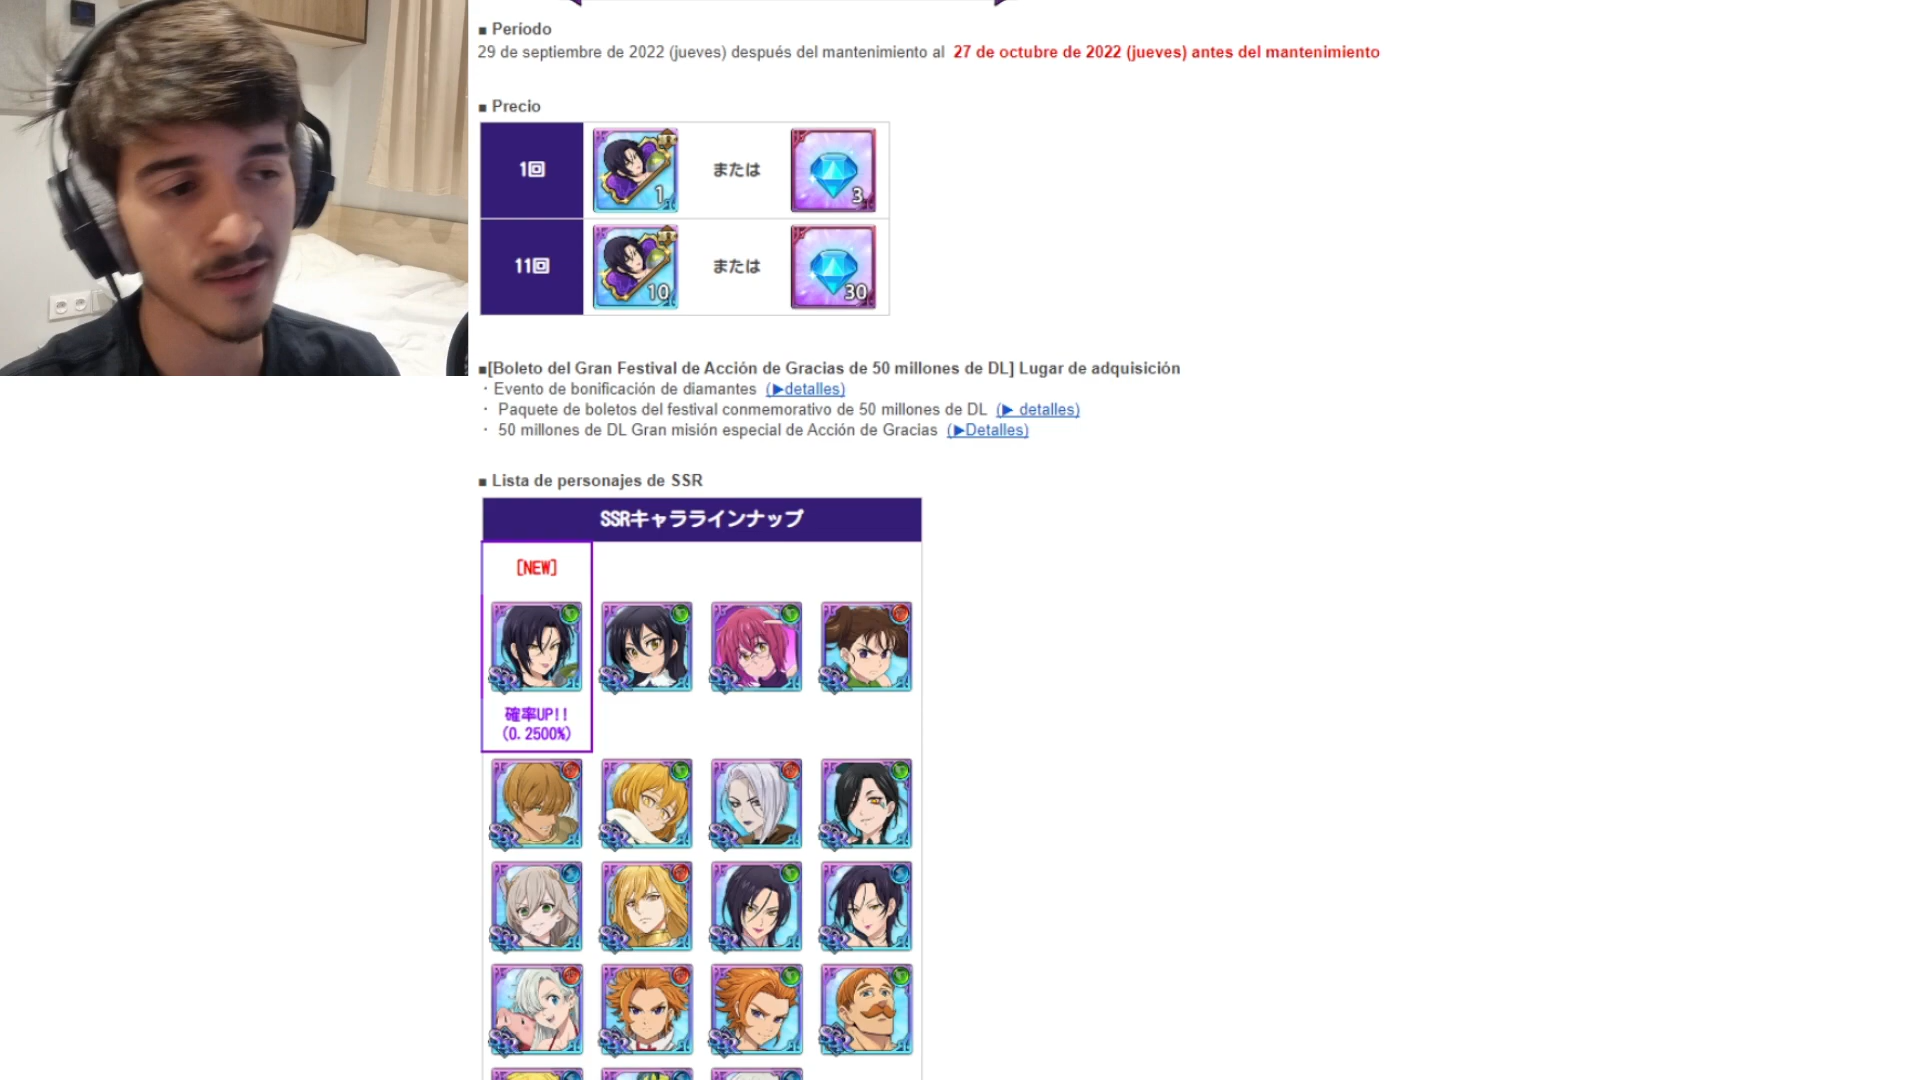 ■ Período
29 de septiembre de 2022 (jueves) después del mantenimiento al 27 de octubre de 2022 (jueves) antes del mantenimiento
■ Precio
1回 1 または 3
11回 10 または 30
■[Boleto del Gran Festival de Acción de Gracias de 50 millones de DL] Lugar de adquisición
・Evento de bonificación de diamantes (▶detalles)
・ Paquete de boletos del festival conmemorativo de 50 millones de DL (▶ detalles)
・ 50 millones de DL Gran misión especial de Acción de Gracias (▶Detalles)
■ Lista de personajes de SSR
SSRキャララインナップ
[NEW]
確率UP!!
(0.2500%)